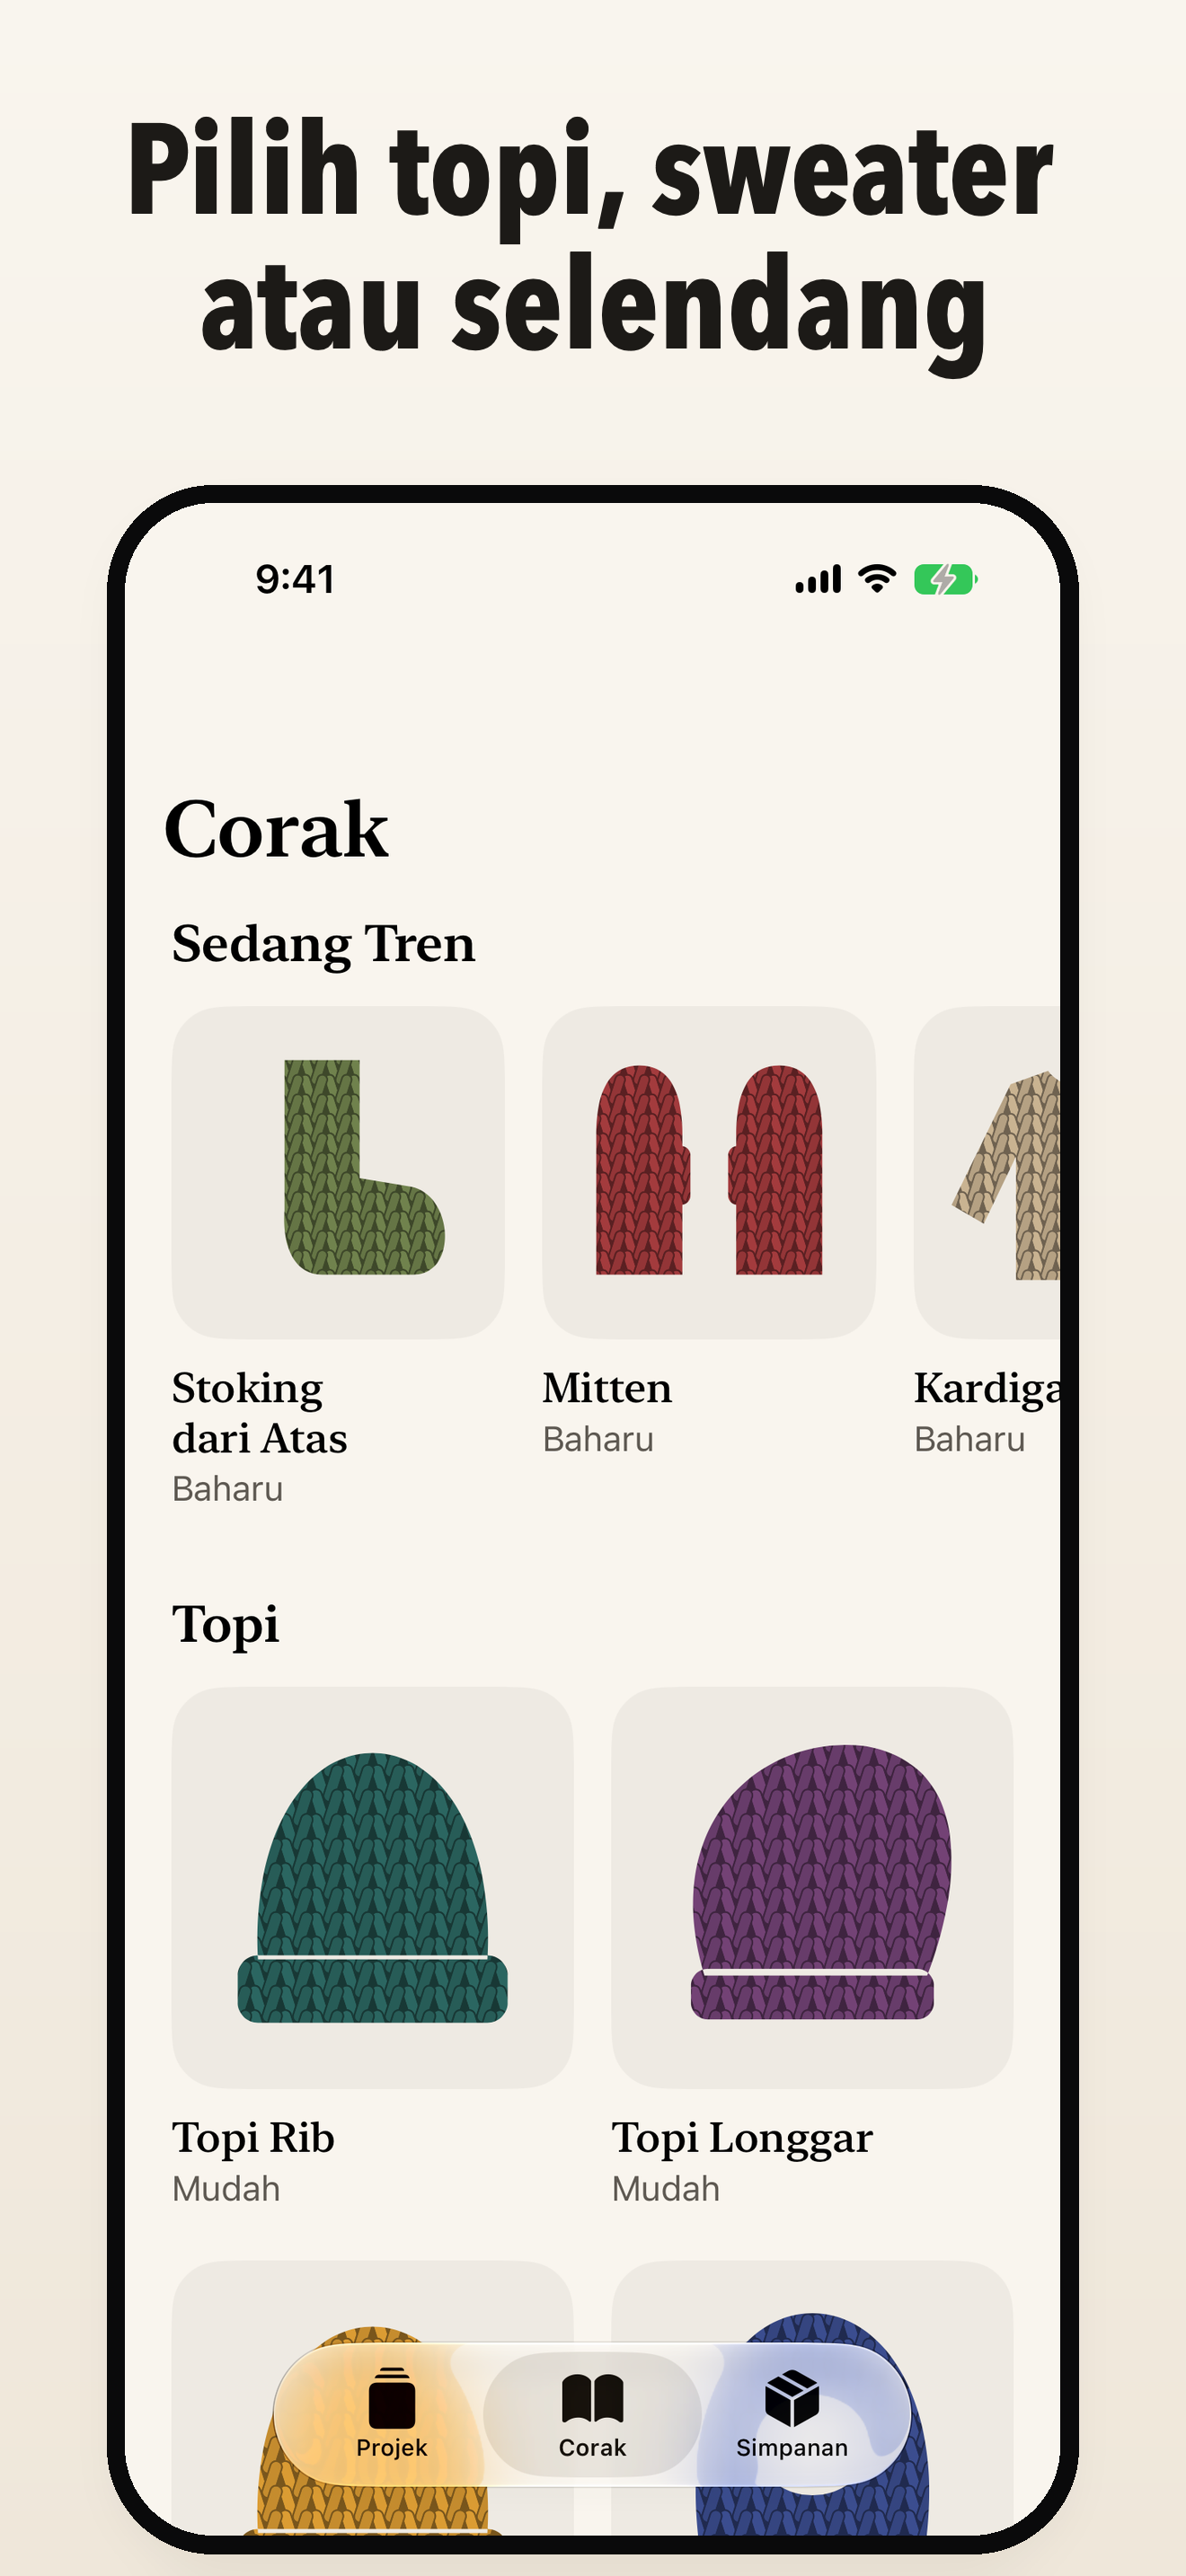 Pilih topi, sweater
atau selendang
9:41
Corak
Sedang Tren
Stoking
dari Atas
Baharu
Mitten
Baharu
Kardiga
Baharu
Topi
Topi Rib
Mudah
Topi Longgar
Mudah
Projek
Corak
Simpanan